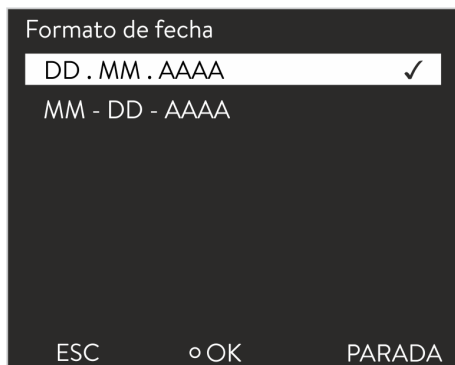 Formato de fecha
DD . MM . AAAA ✓
MM - DD - AAAA
ESC OK PARADA